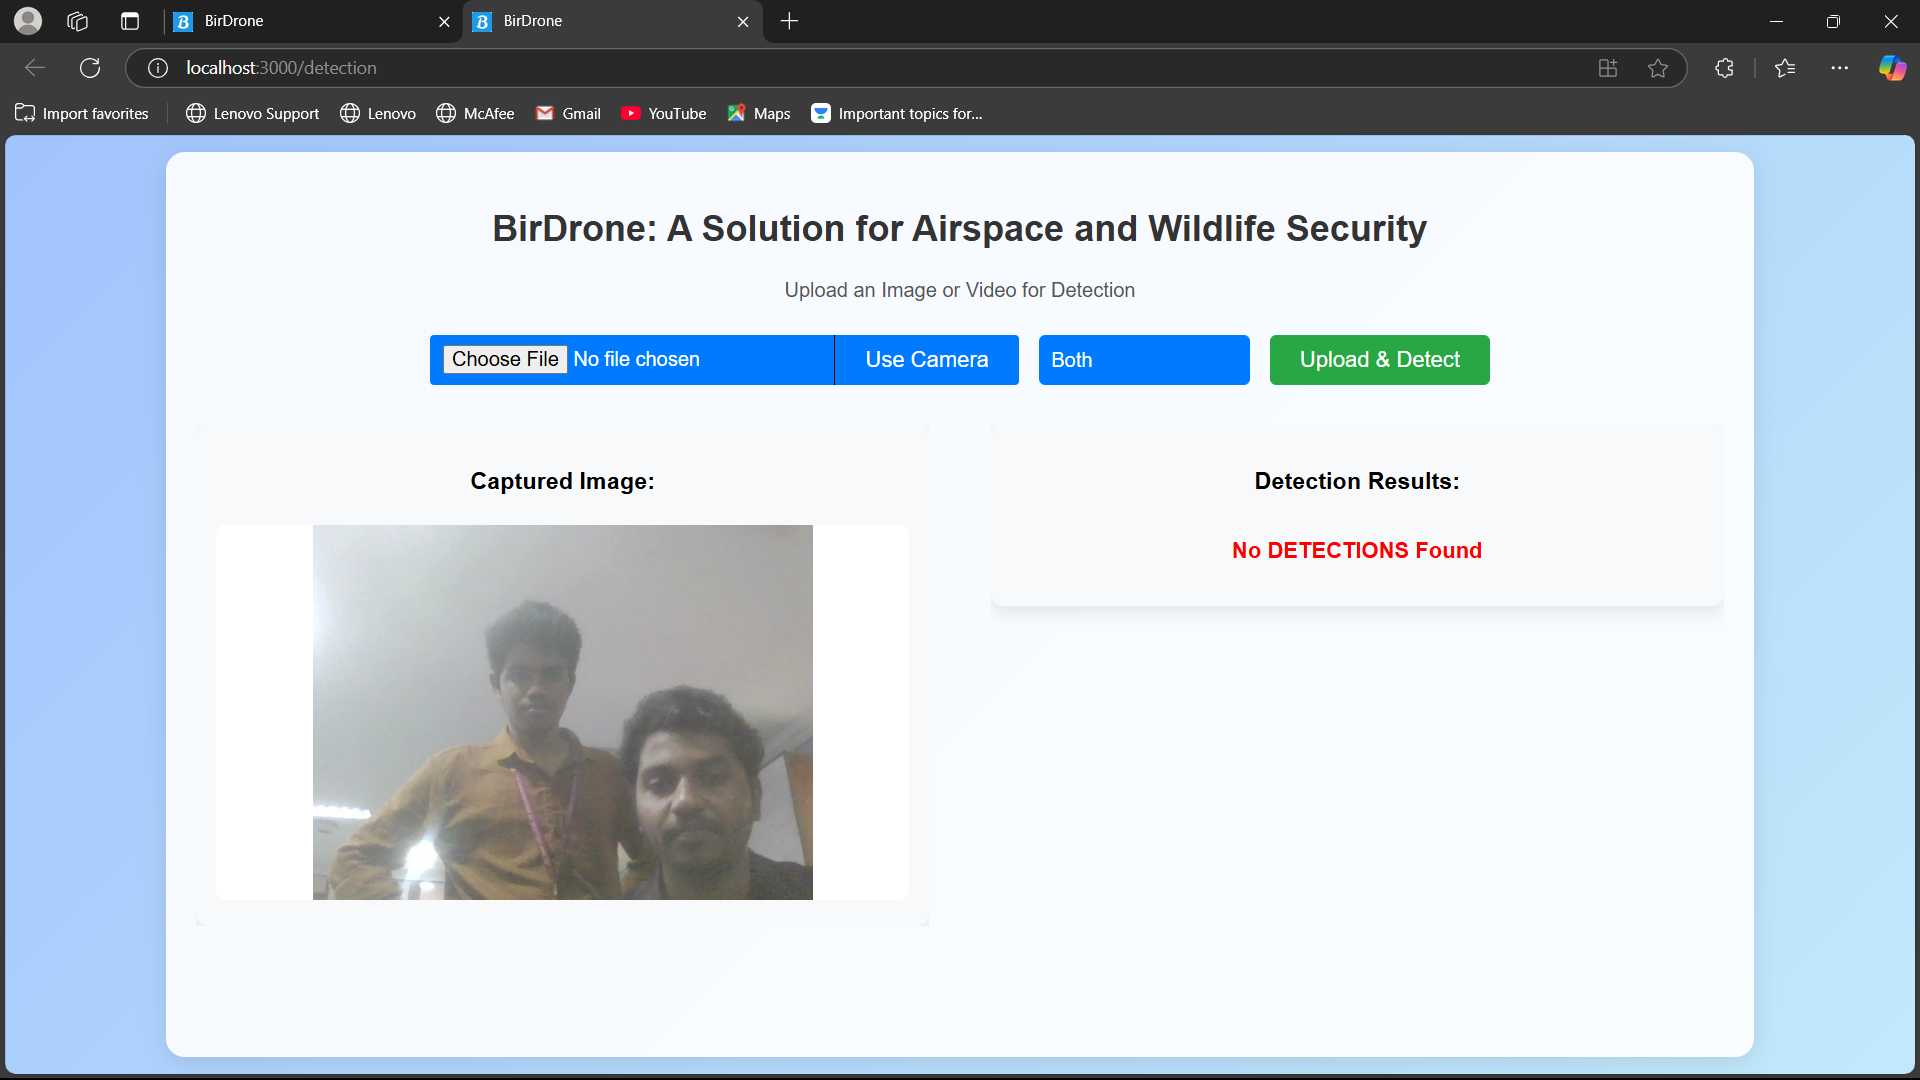 BirDrone
BirDrone
localhost:3000/detection
Import favorites
Lenovo Support
Lenovo
McAfee
Gmail
YouTube
Maps
Important topics for...
BirDrone: A Solution for Airspace and Wildlife Security
Upload an Image or Video for Detection
Choose File No file chosen
Use Camera
Both
Upload & Detect
Captured Image:
Detection Results:
No DETECTIONS Found